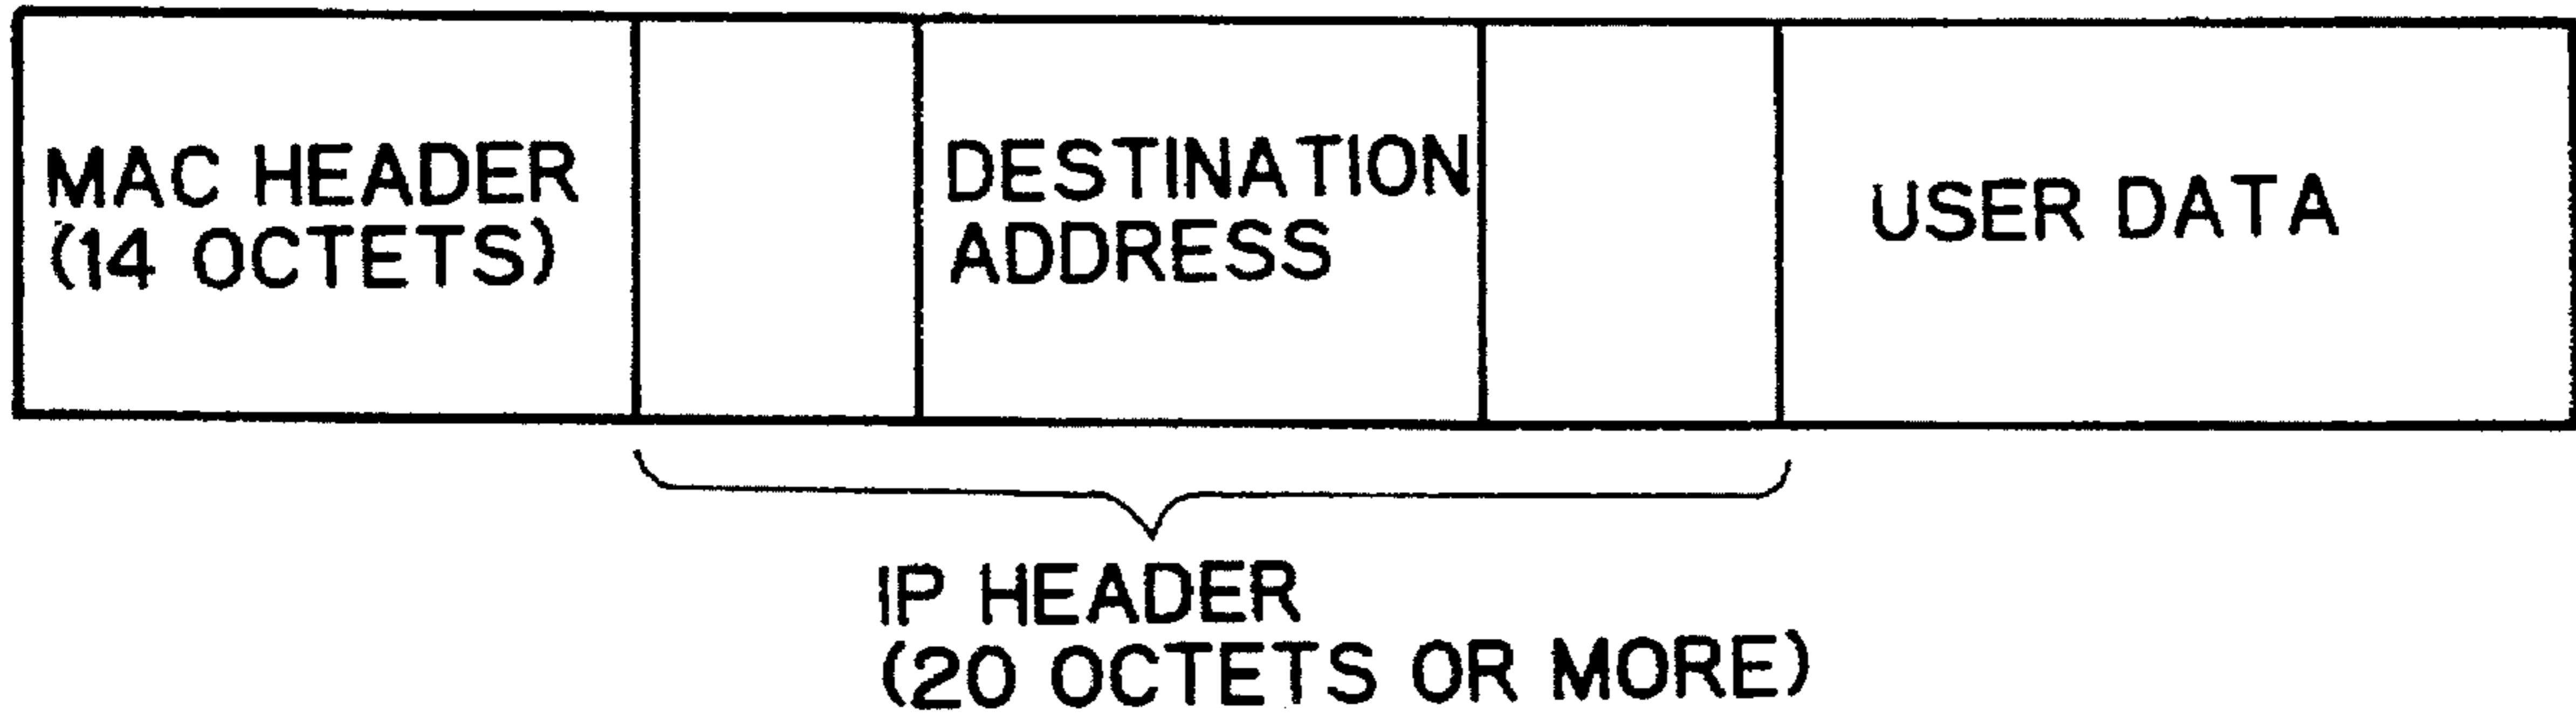 MAC HEADER
(14 OCTETS)
DESTINATION
ADDRESS
USER DATA
IP HEADER
(20 OCTETS OR MORE)